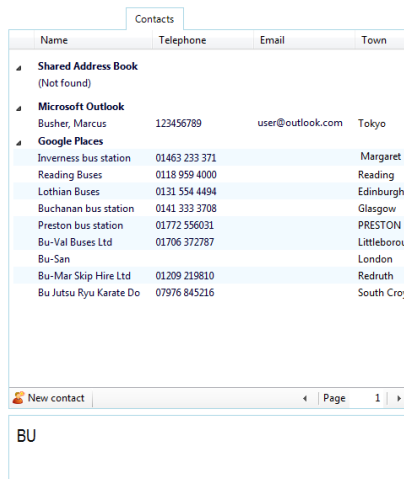 Contacts
Name Telephone Email Town
Shared Address Book
(Not found)
Microsoft Outlook
Busher, Marcus 123456789 user@outlook.com Tokyo
Google Places
Inverness bus station 01463 233 371 Margaret
Reading Buses 0118 959 4000 Reading
Lothian Buses 0131 554 4494 Edinburgh
Buchanan bus station 0141 333 3708 Glasgow
Preston bus station 01772 556031 PRESTON
Bu-Val Buses Ltd 01706 372787 Littleborou
Bu-San London
Bu-Mar Skip Hire Ltd 01209 219810 Redruth
Bu Jutsu Ryu Karate Do 07976 845216 South Croy
New contact Page 1
BU